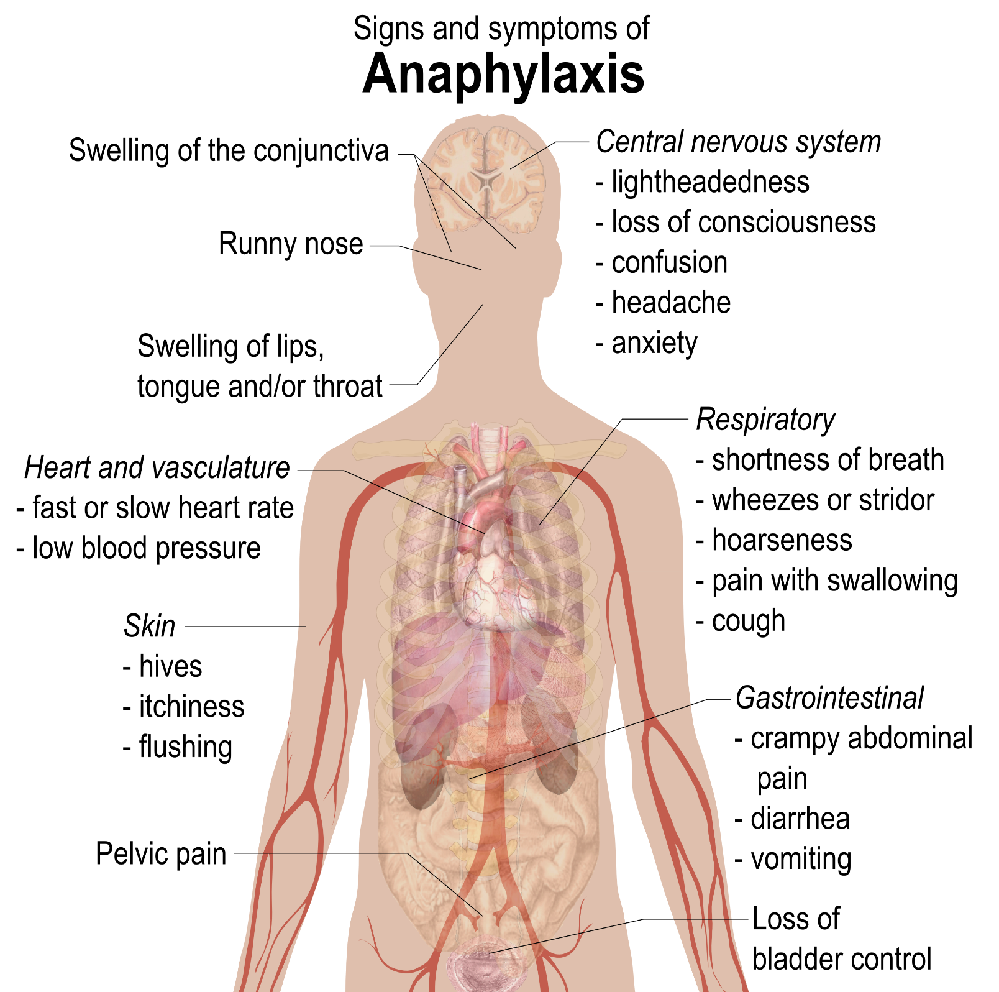 Signs and symptoms of
Anaphylaxis
Swelling of the conjunctiva
Runny nose
Swelling of lips,
tongue and/or throat
Heart and vasculature
- fast or slow heart rate
- low blood pressure
Skin
- hives
- itchiness
- flushing
Pelvic pain
Central nervous system
- lightheadedness
- loss of consciousness
- confusion
- headache
- anxiety
Respiratory
- shortness of breath
- wheezes or stridor
- hoarseness
- pain with swallowing
- cough
Gastrointestinal
- crampy abdominal
pain
- diarrhea
- vomiting
Loss of
bladder control